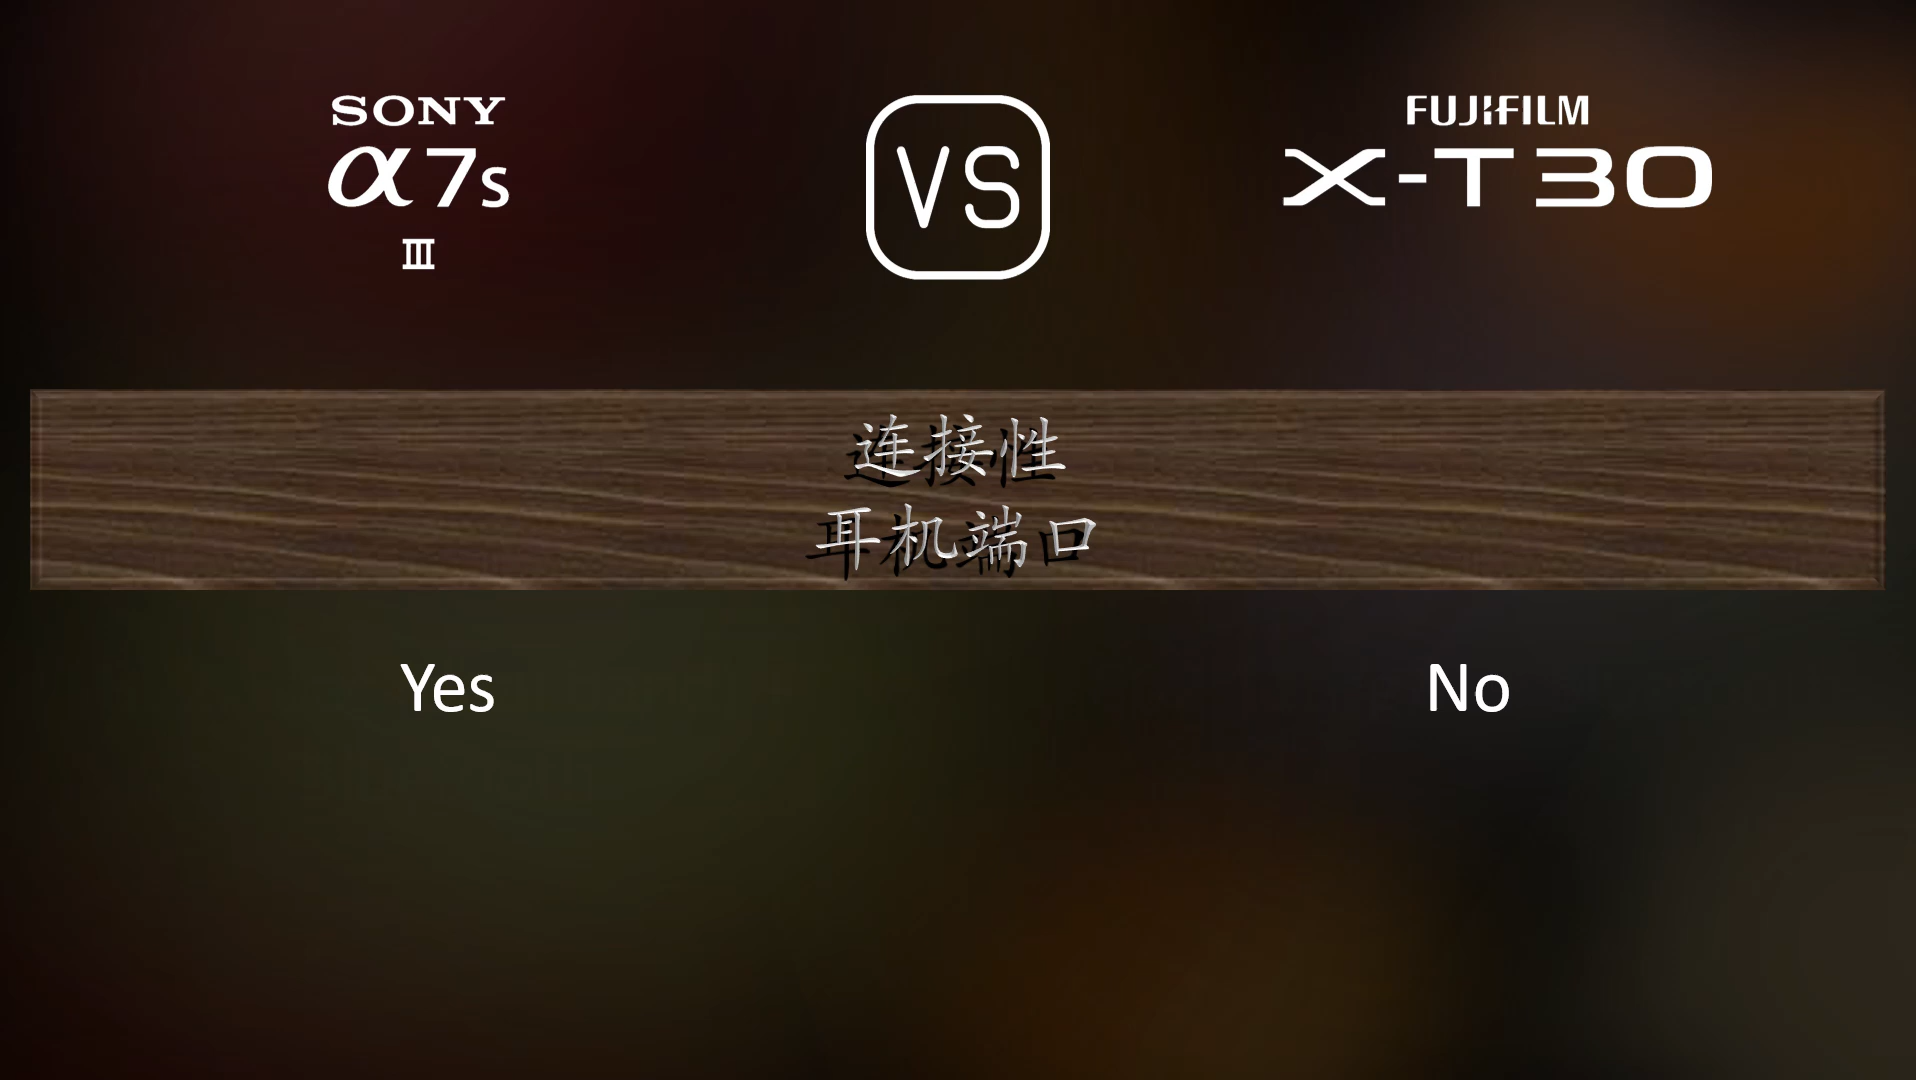 SONY
α7s
III
VS
FUJIFILM
X-T30
连接性
耳机端口
Yes
No